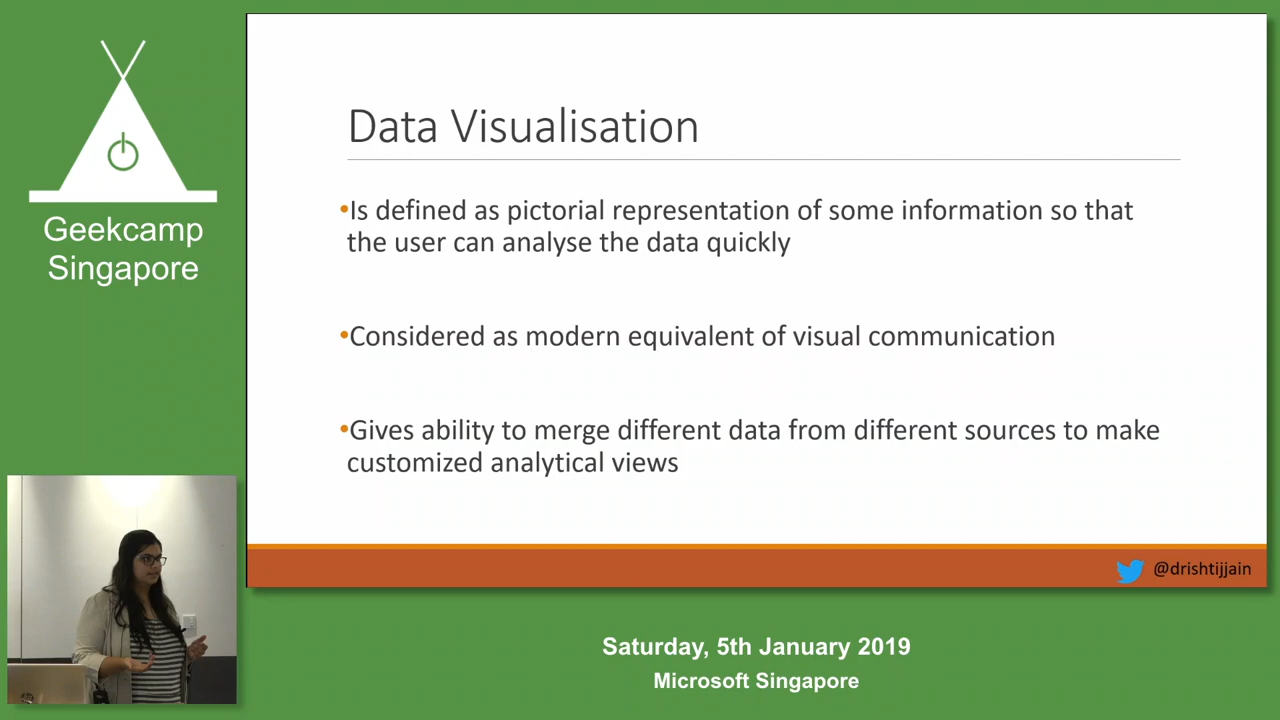 Geekcamp
Singapore
Data Visualisation
•Is defined as pictorial representation of some information so that
the user can analyse the data quickly
•Considered as modern equivalent of visual communication
•Gives ability to merge different data from different sources to make
customized analytical views
@drishtijjain
Saturday, 5th January 2019
Microsoft Singapore